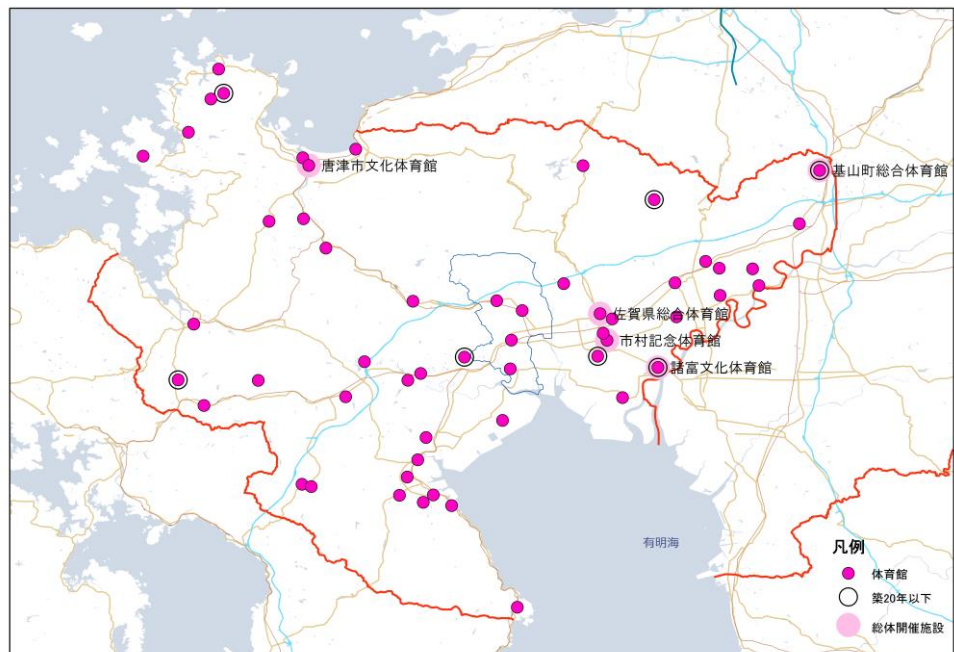 唐津市文化体育館
基山町総合体育館
佐賀県総合体育館
市村記念体育館
諸富文化体育館
有明海
凡例
体育館
築20年以下
総体開催施設